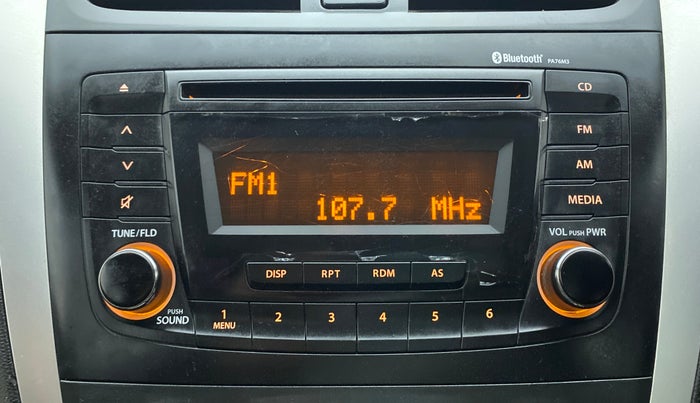 Bluetooth PA76M3
CD
FM
AM
MEDIA
FM1
107.7 MHz
TUNE/FLD
VOL PUSH PWR
DISP RPT RDM AS
PUSH
SOUND
1 2 3 4 5 6
MENU